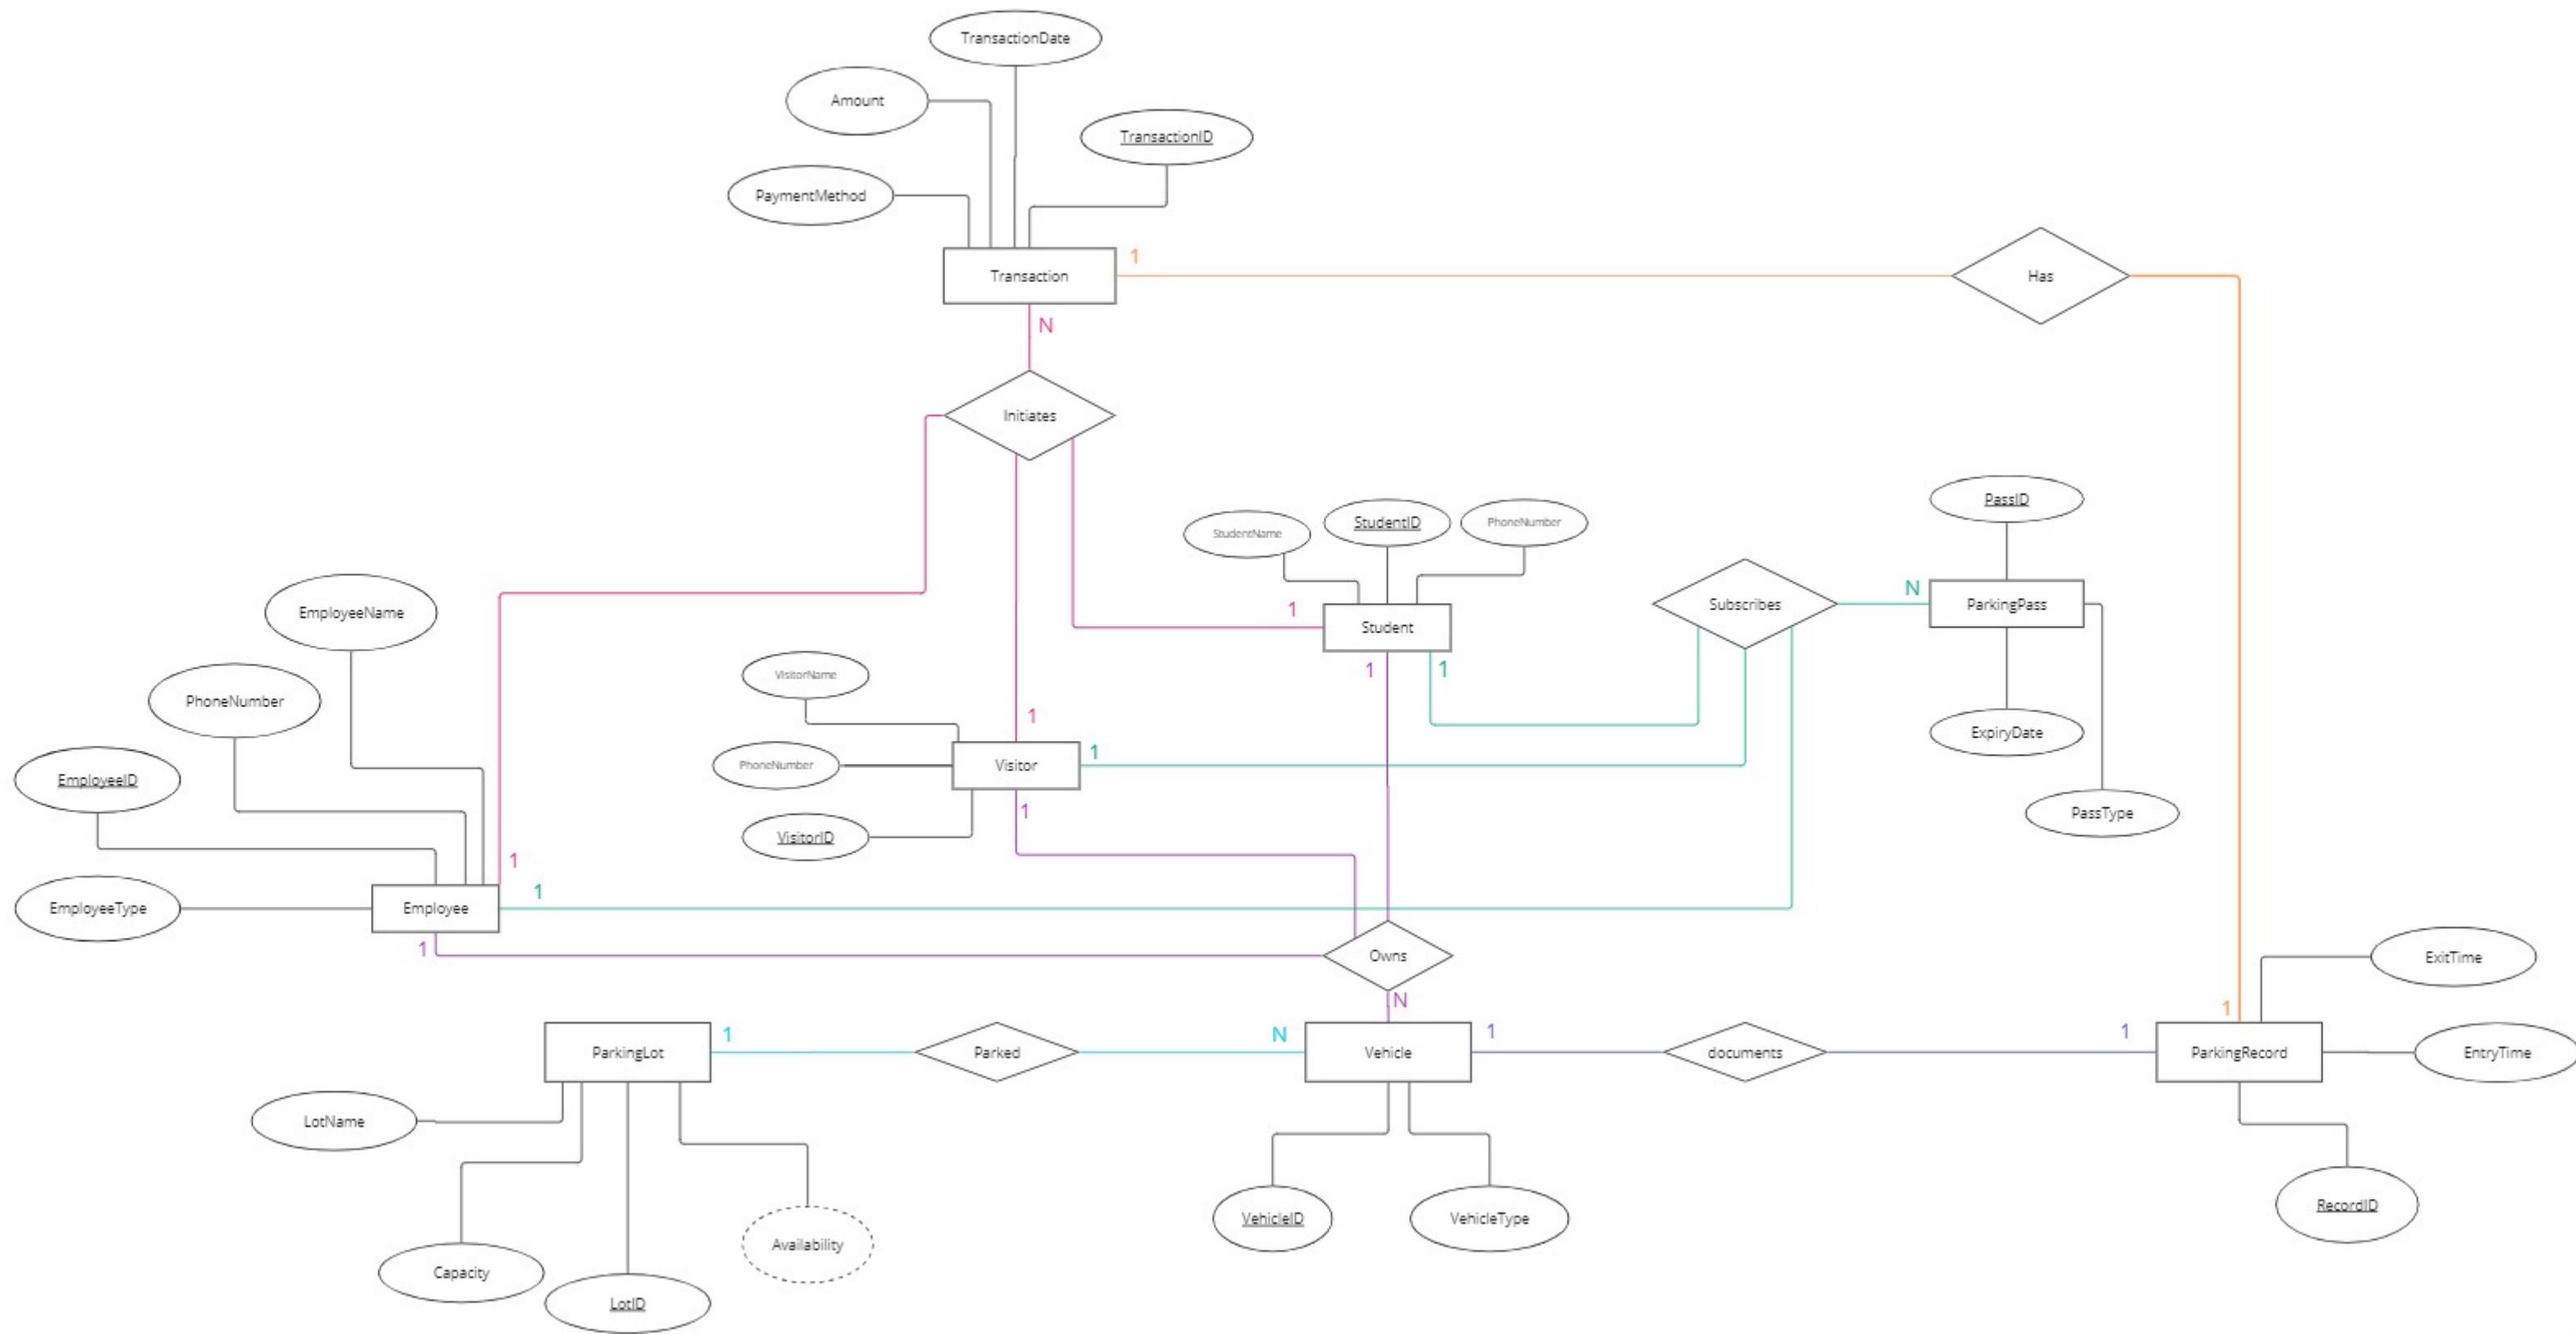 TransactionDate
Amount
TransactionID
PaymentMethod
Transaction
1
Has
N
Initiates
PassID
StudentName
StudentID
PhoneNumber
Subscribes
N
ParkingPass
EmployeeName
1
Student
1
1
VisitorName
PhoneNumber
1
ExpiryDate
1
Visitor
PhoneNumber
EmployeeID
1
PassType
VisitorID
1
1
EmployeeType
Employee
1
Owns
ExitTime
N
1
ParkingLot
1
Parked
N
Vehicle
1
documents
1
ParkingRecord
EntryTime
LotName
Capacity
LotID
Availability
VehicleID
VehicleType
RecordID